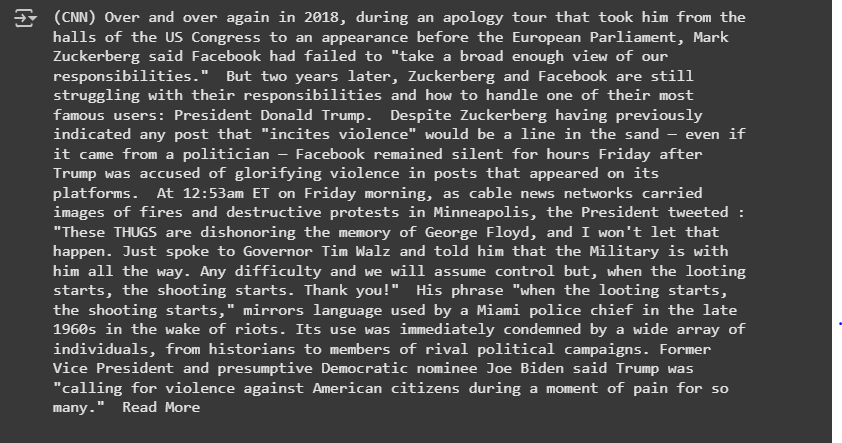 (CNN) Over and over again in 2018, during an apology tour that took him from the
halls of the US Congress to an appearance before the European Parliament, Mark
Zuckerberg said Facebook had failed to "take a broad enough view of our
responsibilities."  But two years later, Zuckerberg and Facebook are still
struggling with their responsibilities and how to handle one of their most
famous users: President Donald Trump.  Despite Zuckerberg having previously
indicated any post that "incites violence" would be a line in the sand — even if
it came from a politician — Facebook remained silent for hours Friday after
Trump was accused of glorifying violence in posts that appeared on its
platforms.  At 12:53am ET on Friday morning, as cable news networks carried
images of fires and destructive protests in Minneapolis, the President tweeted :
"These THUGS are dishonoring the memory of George Floyd, and I won't let that
happen. Just spoke to Governor Tim Walz and told him that the Military is with
him all the way. Any difficulty and we will assume control but, when the looting
starts, the shooting starts. Thank you!"  His phrase "when the looting starts,
the shooting starts," mirrors language used by a Miami police chief in the late
1960s in the wake of riots. Its use was immediately condemned by a wide array of
individuals, from historians to members of rival political campaigns. Former
Vice President and presumptive Democratic nominee Joe Biden said Trump was
"calling for violence against American citizens during a moment of pain for so
many."  Read More